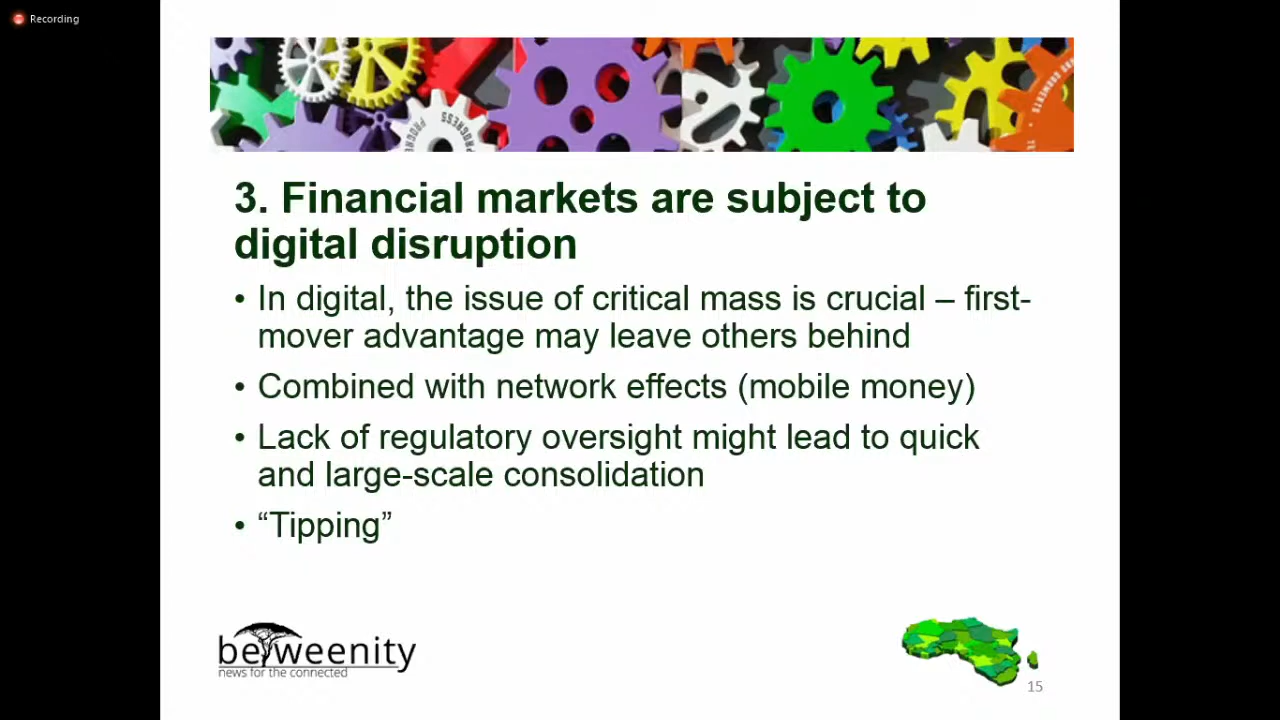 Recording
PROGRESS
3. Financial markets are subject to
digital disruption
• In digital, the issue of critical mass is crucial – first-
mover advantage may leave others behind
• Combined with network effects (mobile money)
• Lack of regulatory oversight might lead to quick
and large-scale consolidation
• “Tipping”
betweenity
news for the connected
15